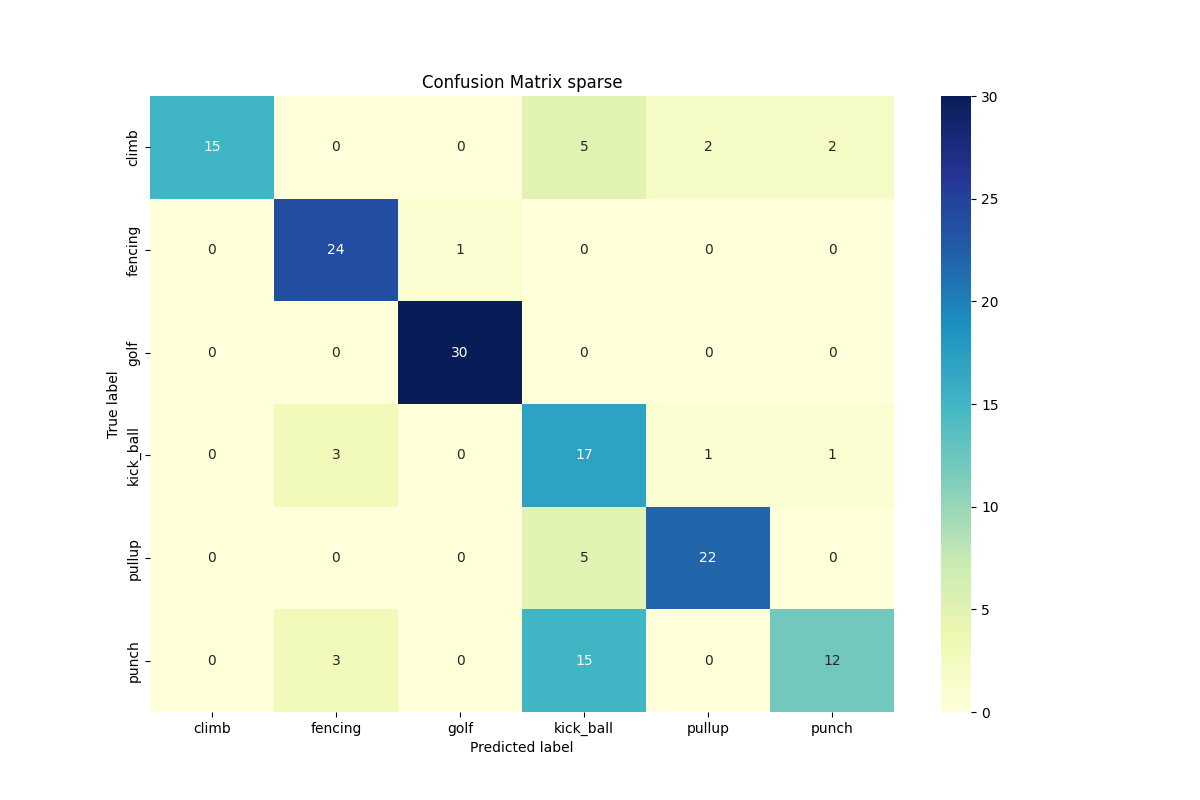 Confusion Matrix sparse
climb 15 0 0 5 2 2
fencing 0 24 1 0 0 0
golf 0 0 30 0 0 0
kick_ball 0 3 0 17 1 1
pullup 0 0 0 5 22 0
punch 0 3 0 15 0 12
climb fencing golf kick_ball pullup punch
Predicted label
True label
30
25
20
15
10
5
0